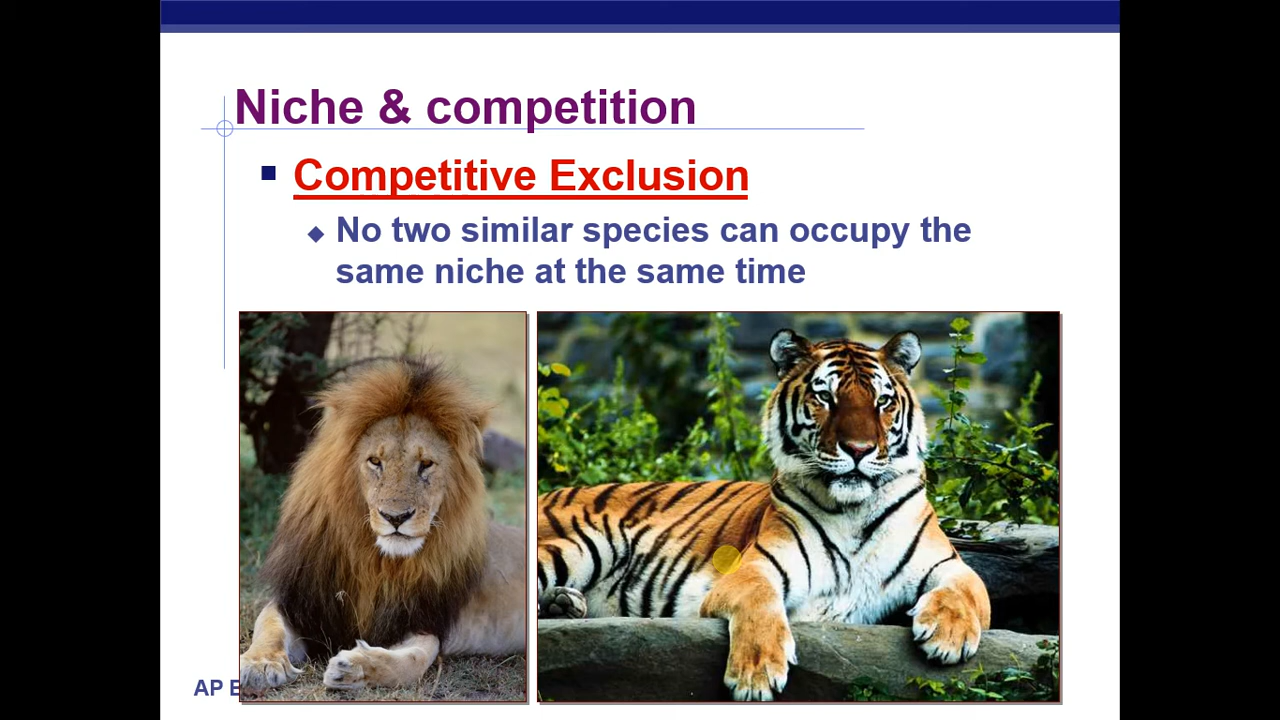 Niche & competition
Competitive Exclusion
No two similar species can occupy the
same niche at the same time
AP